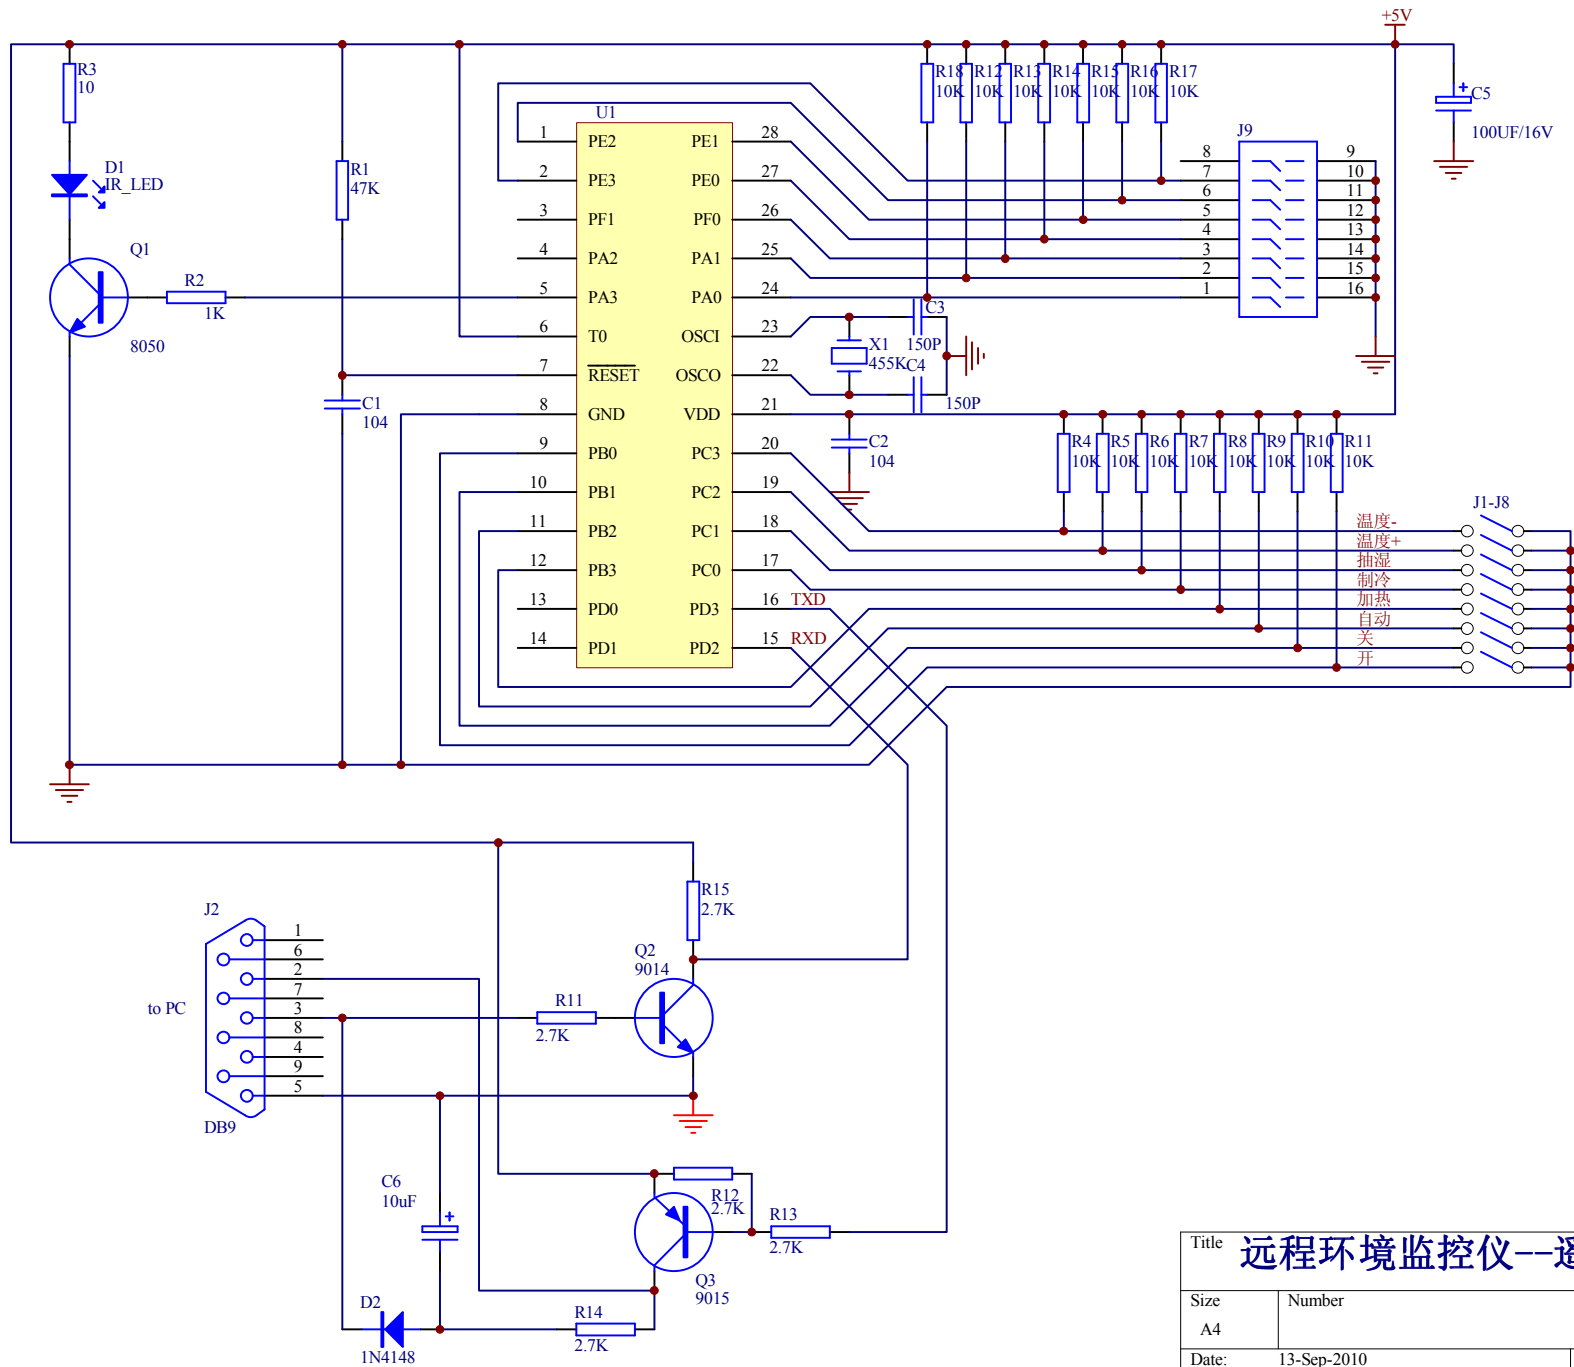 +5V
R3
10
D1
IR_LED
Q1
8050
R2
1K
R1
47K
C1
104
U1
1
PE2
2
PE3
3
PF1
4
PA2
5
PA3
6
T0
7
RESET
8
GND
9
PB0
10
PB1
11
PB2
12
PB3
13
PD0
14
PD1
PE1
28
PE0
27
PF0
26
PA1
25
PA0
24
OSCI
23
OSCO
22
VDD
21
PC3
20
PC2
19
PC1
18
PC0
17
PD3
16
TXD
PD2
15
RXD
R18
10K
R12
10K
R13
10K
R14
10K
R15
10K
R16
10K
R17
10K
J9
8
7
6
5
4
3
2
1
9
10
11
12
13
14
15
16
C5
100UF/16V
C3
150P
X1
455K
C4
150P
C2
104
R4
10K
R5
10K
R6
10K
R7
10K
R8
10K
R9
10K
R10
10K
R11
10K
J1-J8
温度-
温度+
抽湿
制冷
加热
自动
关
开
J2
1
6
2
7
3
8
4
9
5
to PC
DB9
R15
2.7K
Q2
9014
R11
2.7K
C6
10uF
R12
2.7K
R13
2.7K
Q3
9015
R14
2.7K
D2
1N4148
Title
远程环境监控仪--遥
Size
A4
Number
Date:
13-Sep-2010